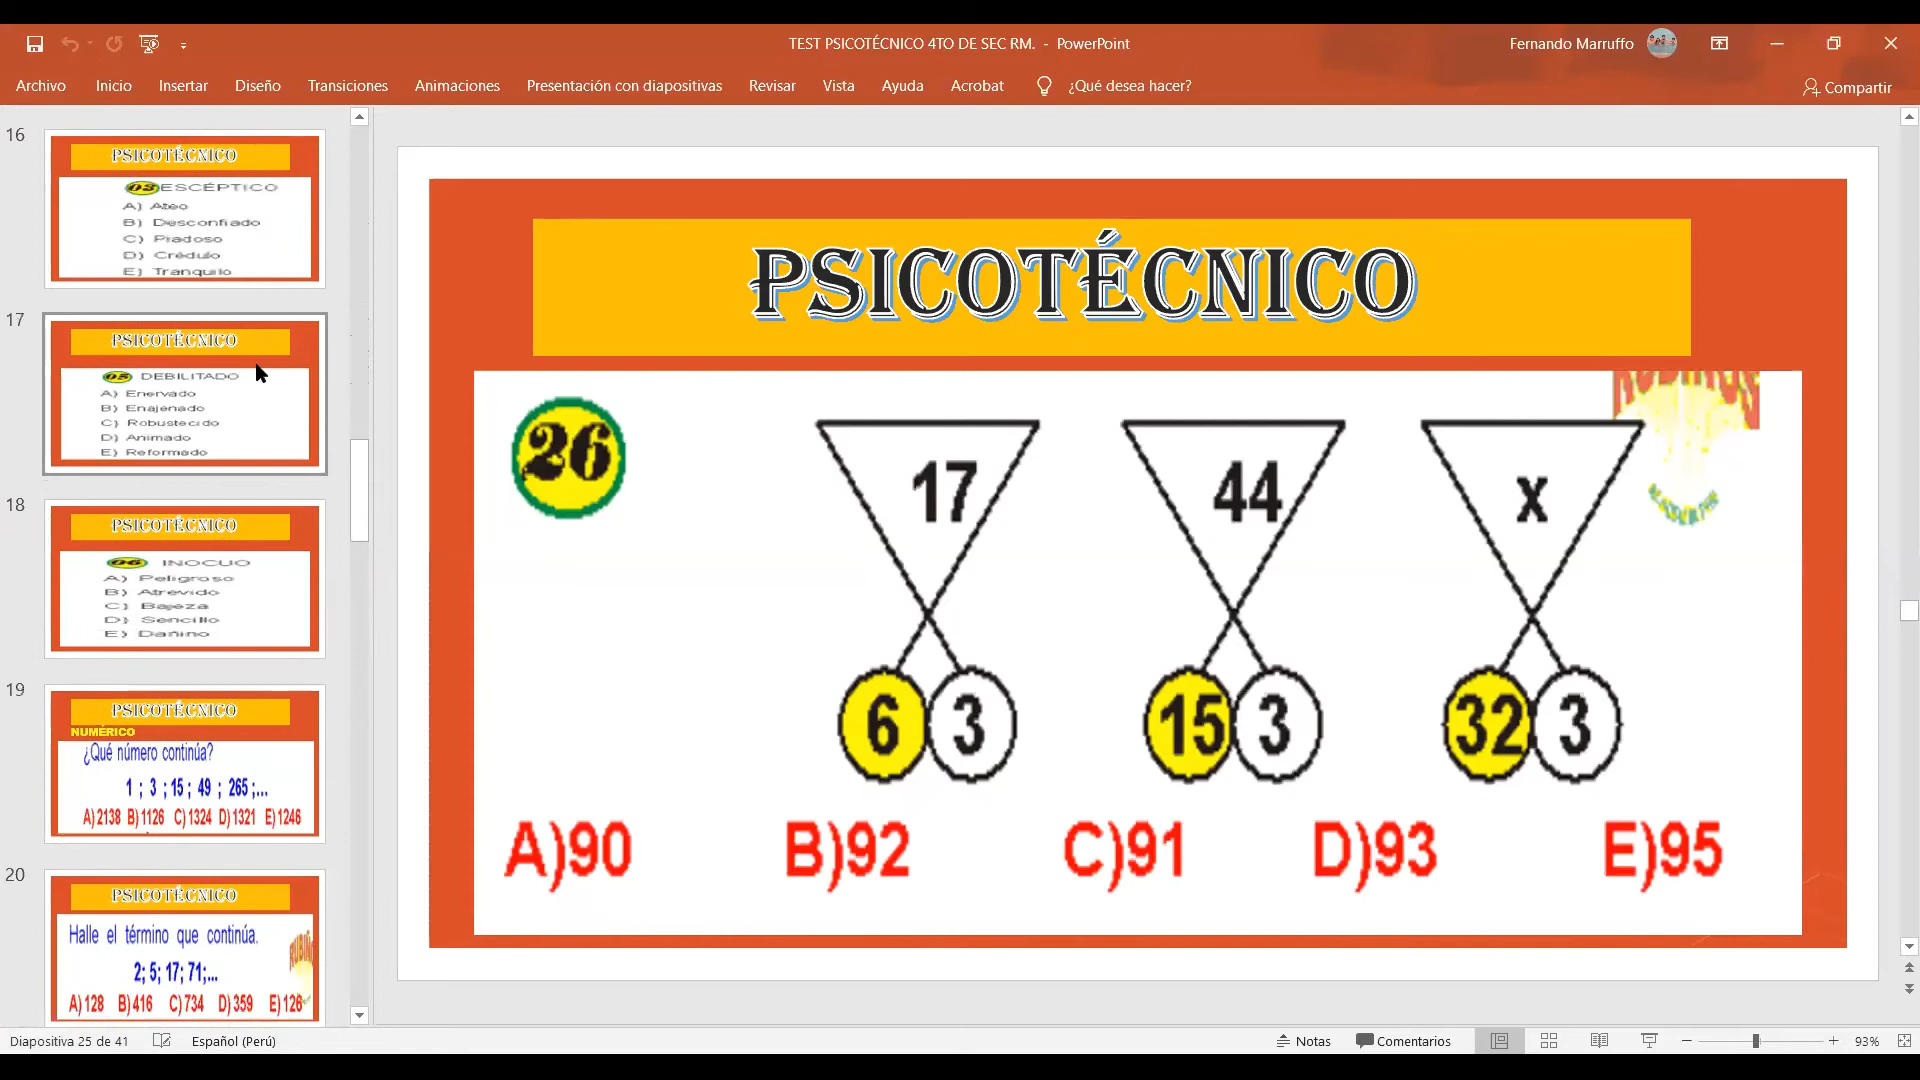 TEST PSICOTÉCNICO 4TO DE SEC RM. - PowerPoint
Fernando Marruffo
Archivo Inicio Insertar Diseño Transiciones Animaciones Presentación con diapositivas Revisar Vista Ayuda Acrobat ¿Qué desea hacer? Compartir
16
PSICOTÉCNICO
03 ESCÉPTICO
A) Ateo
B) Desconfiado
C) Piadoso
D) Crédulo
E) Tranquilo
17
PSICOTÉCNICO
05 DEBILITADO
A) Enervado
B) Enajenado
C) Robustecido
D) Animado
E) Reformado
18
PSICOTÉCNICO
06 INOCUO
A) Peligroso
B) Atrevido
C) Bajeza
D) Sencillo
E) Dañino
19
PSICOTÉCNICO
NUMÉRICO
¿Qué número continúa?
1 ; 3 ; 15 ; 49 ; 265 ;...
A)2138 B)1126 C)1324 D)1321 E)1246
20
PSICOTÉCNICO
Halle el término que continúa.
2; 5; 17; 71;...
A)128 B)416 C)734 D)359 E)126
PSICOTÉCNICO
26
17 44 x
6 3 15 3 32 3
A)90 B)92 C)91 D)93 E)95
Diapositiva 25 de 41 Español (Perú) Notas Comentarios 93%